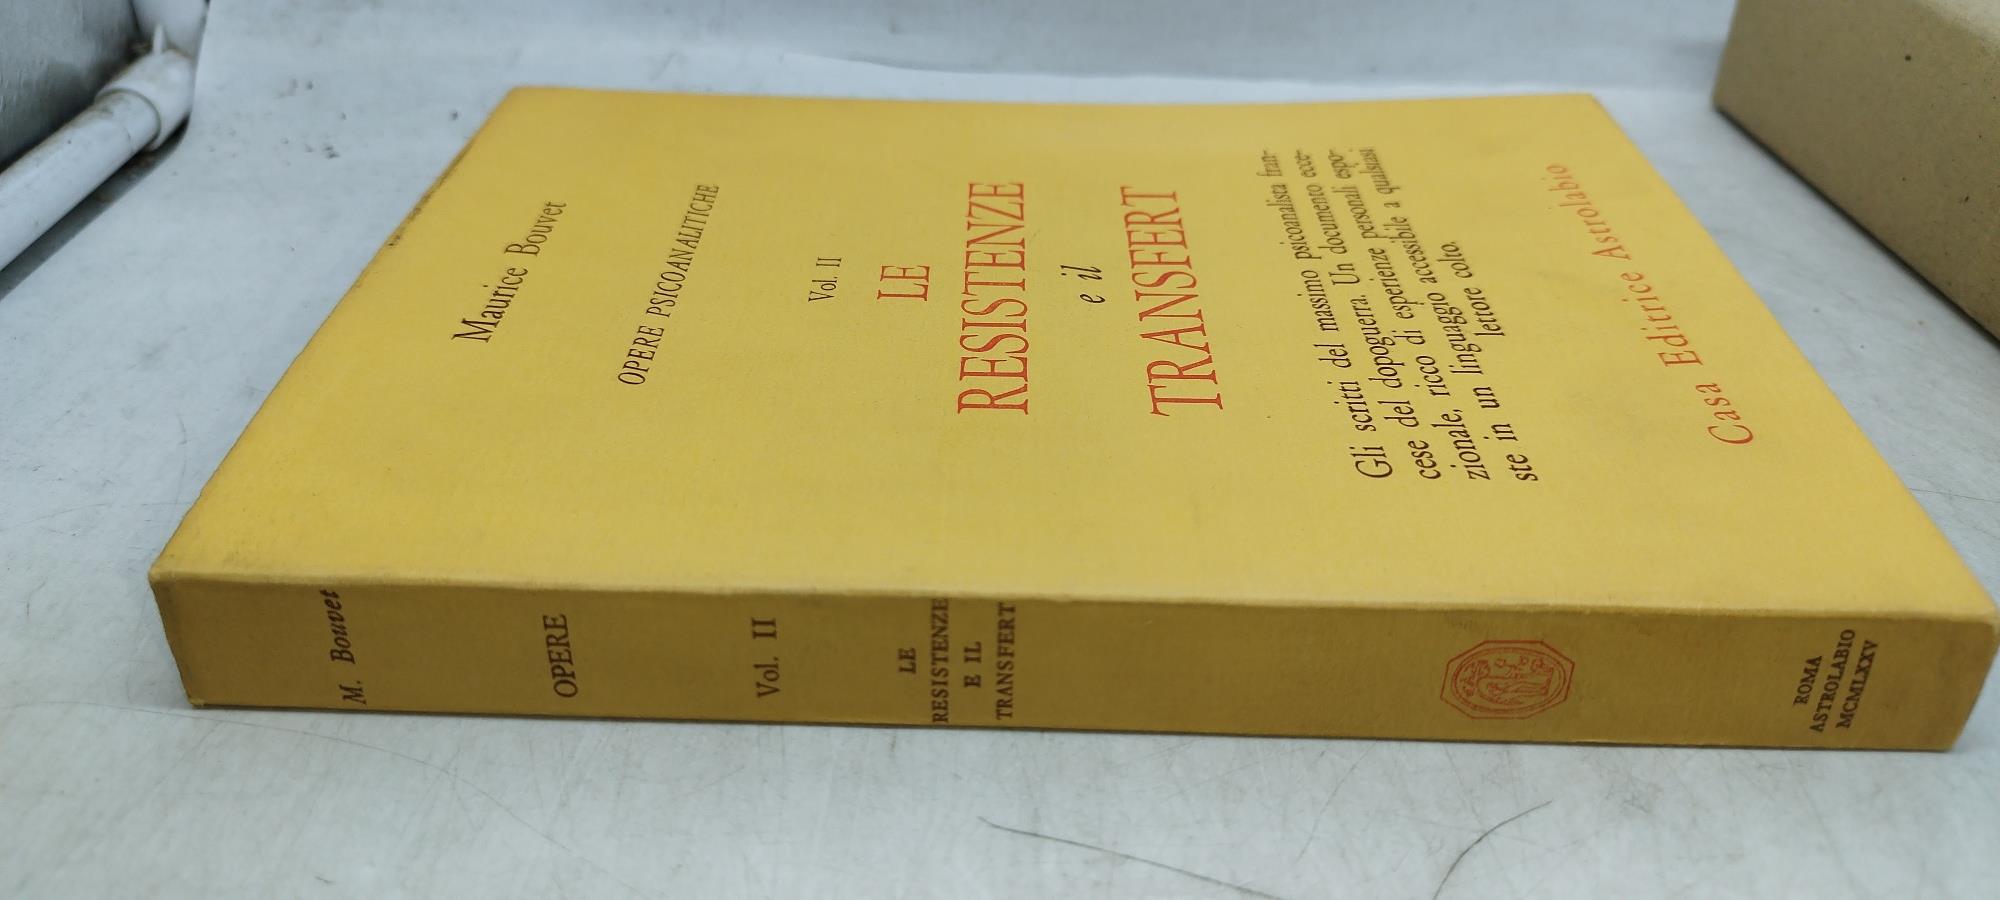 Maurice Bouvet
OPERE PSICOANALITICHE
Vol. II
LE
RESISTENZE
e il
TRANSFERT
Gli scritti del massimo psicoanalista fran-
cese del dopoguerra. Un documento ecce-
zionale, ricco di esperienze personali espo-
ste in un linguaggio accessibile a qualsiasi
lettore colto.
Casa Editrice Astrolabio
M. Bouvet
OPERE
Vol. II
LE
RESISTENZE
E IL
TRANSFERT
ROMA
ASTROLABIO
MCMLXXV